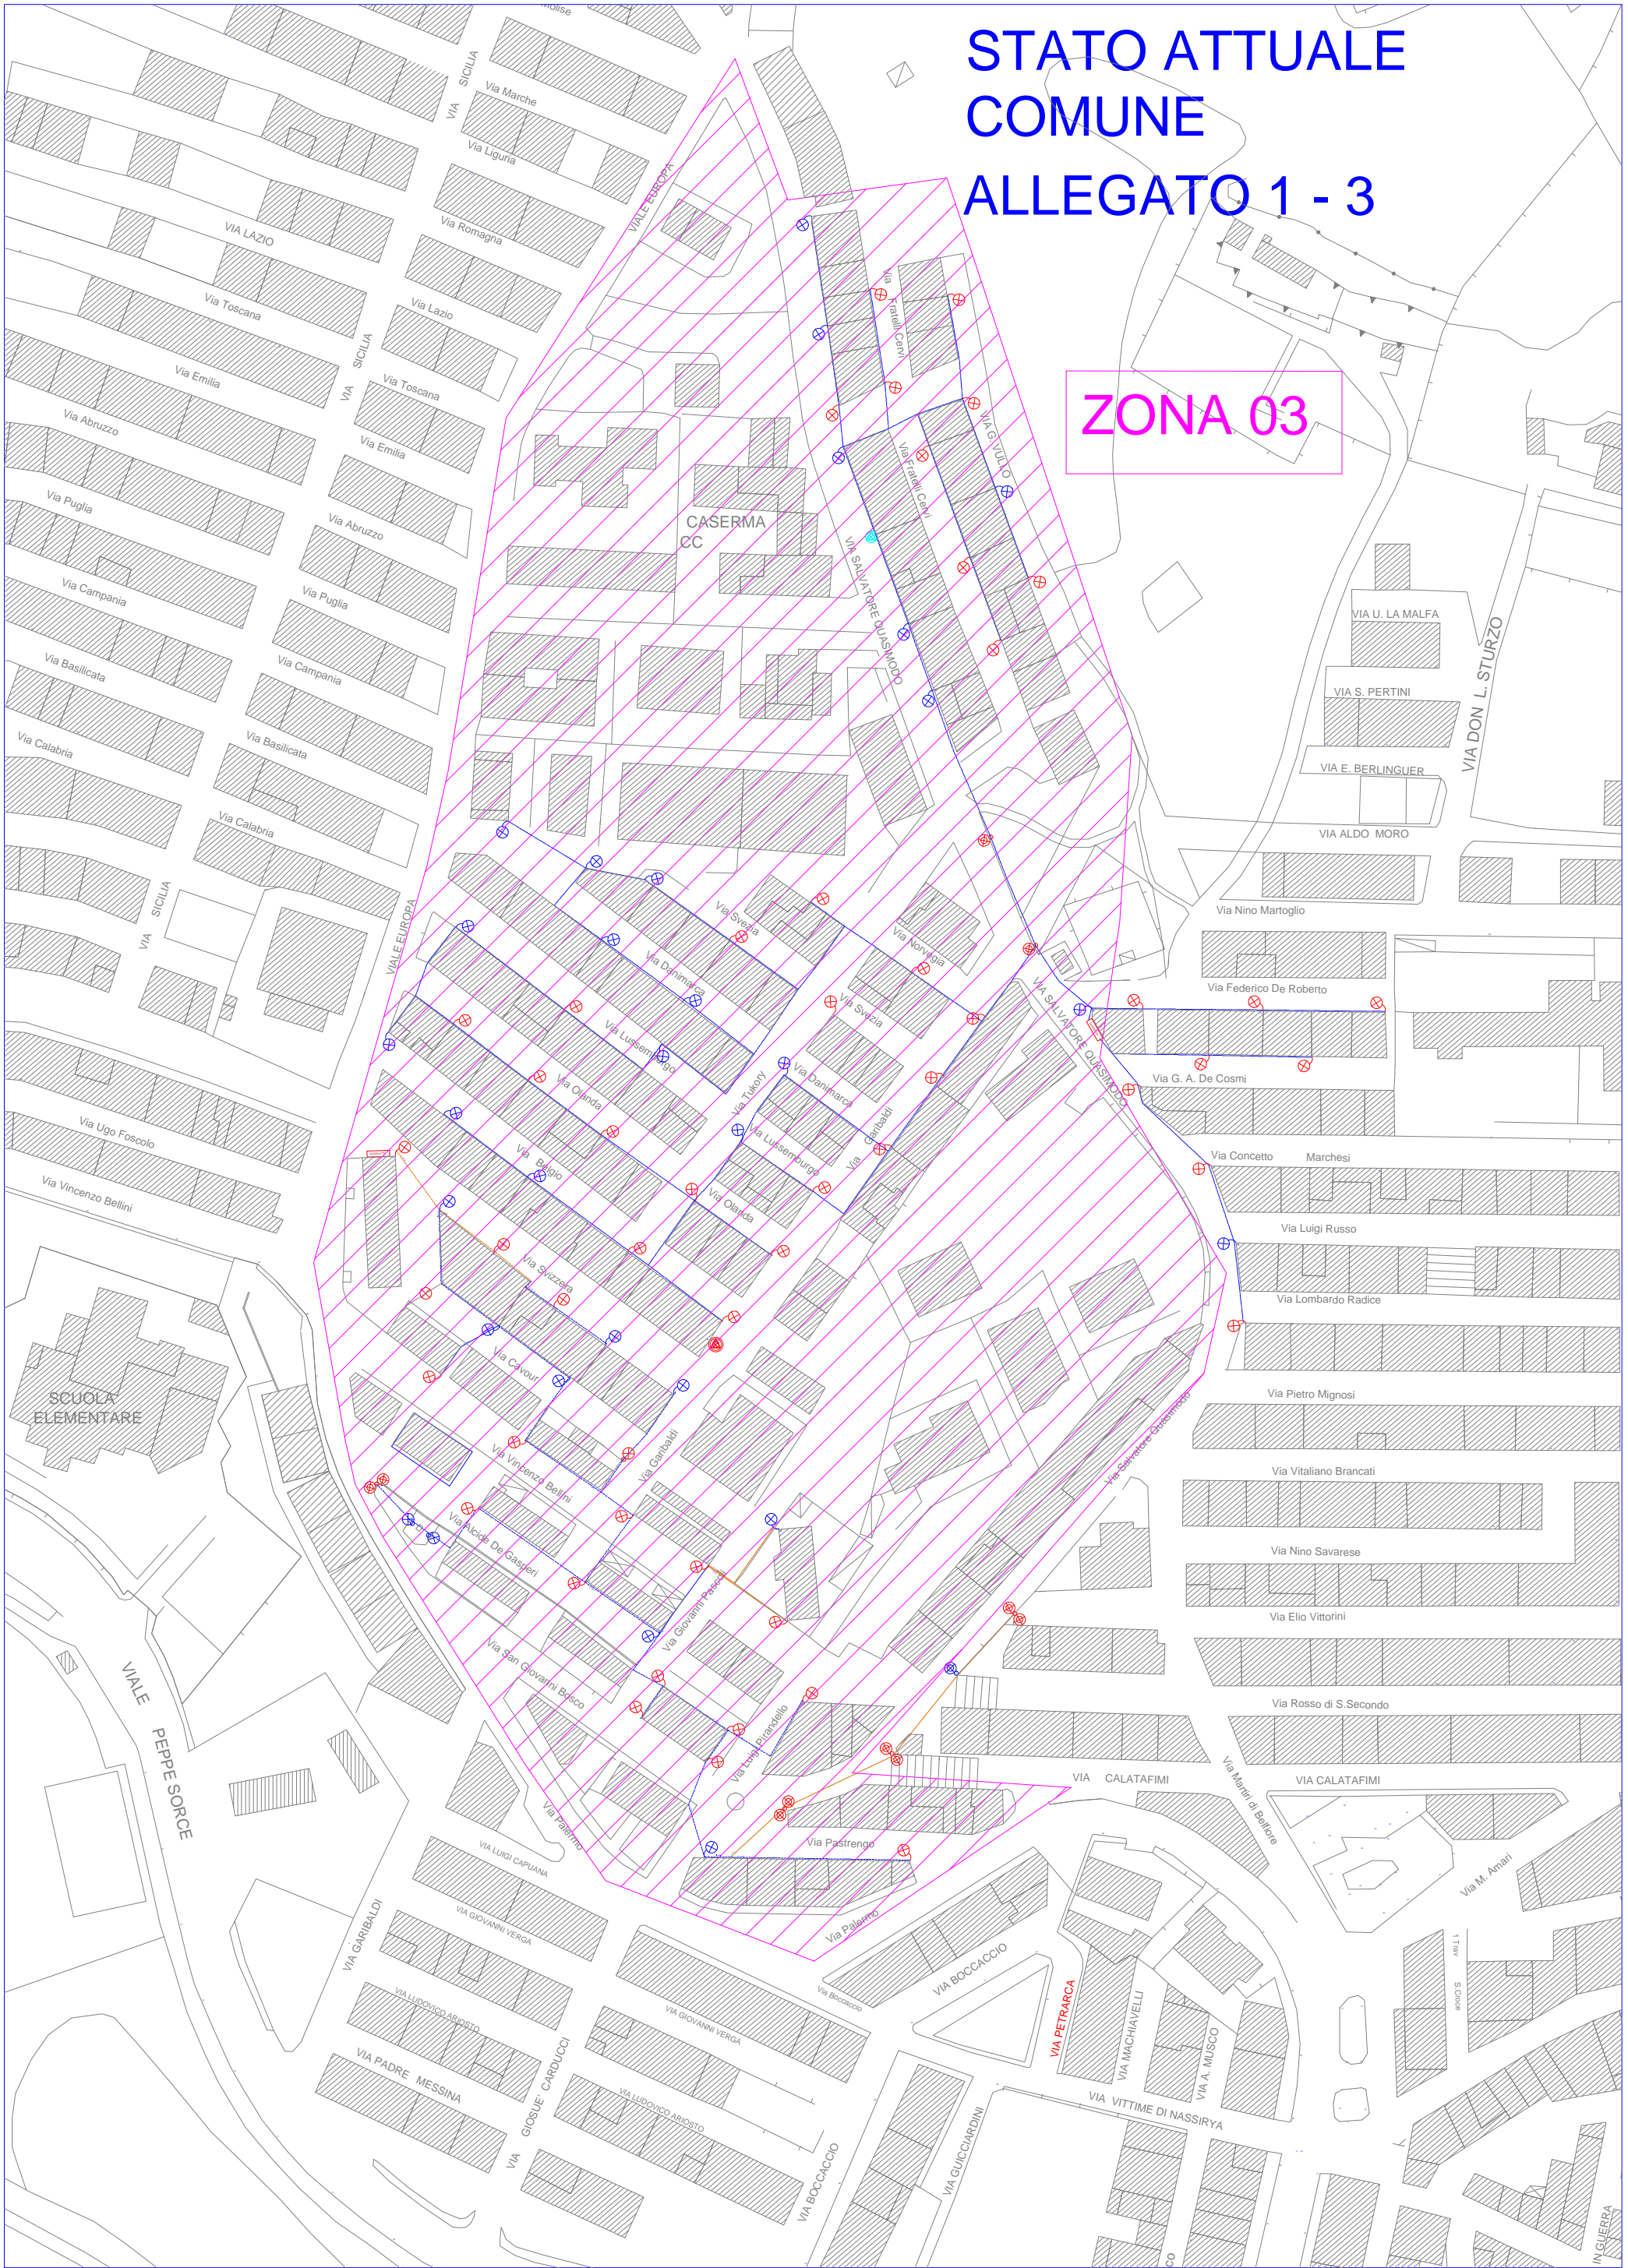 STATO ATTUALE
COMUNE
ALLEGATO 1 - 3
ZONA 03
VIA SICILIA
Via Marche
Via Liguria
VIALE EUROPA
Via Romagna
VIA LAZIO
Via Lazio
Via Toscana
Via Fratelli Cervi
VIA SICILIA
Via Toscana
Via Emilia
Via Abruzzo
Via Emilia
VIA G. VULLO
Via Fratelli Cervi
Via Puglia
Via Abruzzo
CASERMA
CC
VIA SALVATORE QUASIMODO
Via Campania
Via Puglia
VIA U. LA MALFA
Via Basilicata
Via Campania
VIA S. PERTINI
VIA DON L. STURZO
Via Calabria
Via Basilicata
VIA E. BERLINGUER
Via Calabria
VIA ALDO MORO
VIA SICILIA
VIALE EUROPA
Via Svezia
Via Norvegia
Via Nino Martoglio
Via Danimarca
Via Federico De Roberto
Via Svezia
VIA SALVATORE QUASIMODO
Via Lussemburgo
Via Olanda
Via Tukory
Via Danimarca
Via G. A. De Cosmi
Via Ugo Foscolo
Via Lussemburgo
Via Garibaldi
Via Belgio
Via Concetto Marchesi
Via Vincenzo Bellini
Via Olanda
Via Luigi Russo
Via Svizzera
Via Lombardo Radice
Via Cavour
SCUOLA
ELEMENTARE
Via Pietro Mignosi
Via Salvatore Quasimodo
Via Garibaldi
Via Vincenzo Bellini
Via Vitaliano Brancati
Via Alcide De Gasperi
Via Nino Savarese
Via Giovanni Pascoli
Via Elio Vittorini
Via San Giovanni Bosco
VIALE PEPPE SORCE
Via Rosso di S.Secondo
Via Luigi Pirandello
VIA CALATAFIMI
Via Martiri di Belfiore
VIA CALATAFIMI
Via Palermo
Via Pastrengo
VIA LUIGI CAPUANA
Via M. Amari
VIA GIOVANNI VERGA
Via Palermo
VIA GARIBALDI
VIA BOCCACCIO
Via Boccaccio
VIA LUDOVICO ARIOSTO
VIA GIOVANNI VERGA
VIA PETRARCA
VIA MACHIAVELLI
VIA A. MUSCO
VIA PADRE MESSINA
VIA GIOSUE' CARDUCCI
VIA LUDOVICO ARIOSTO
VIA VITTIME DI NASSIRYA
VIA BOCCACCIO
VIA GUICCIARDINI
IN GUERRA